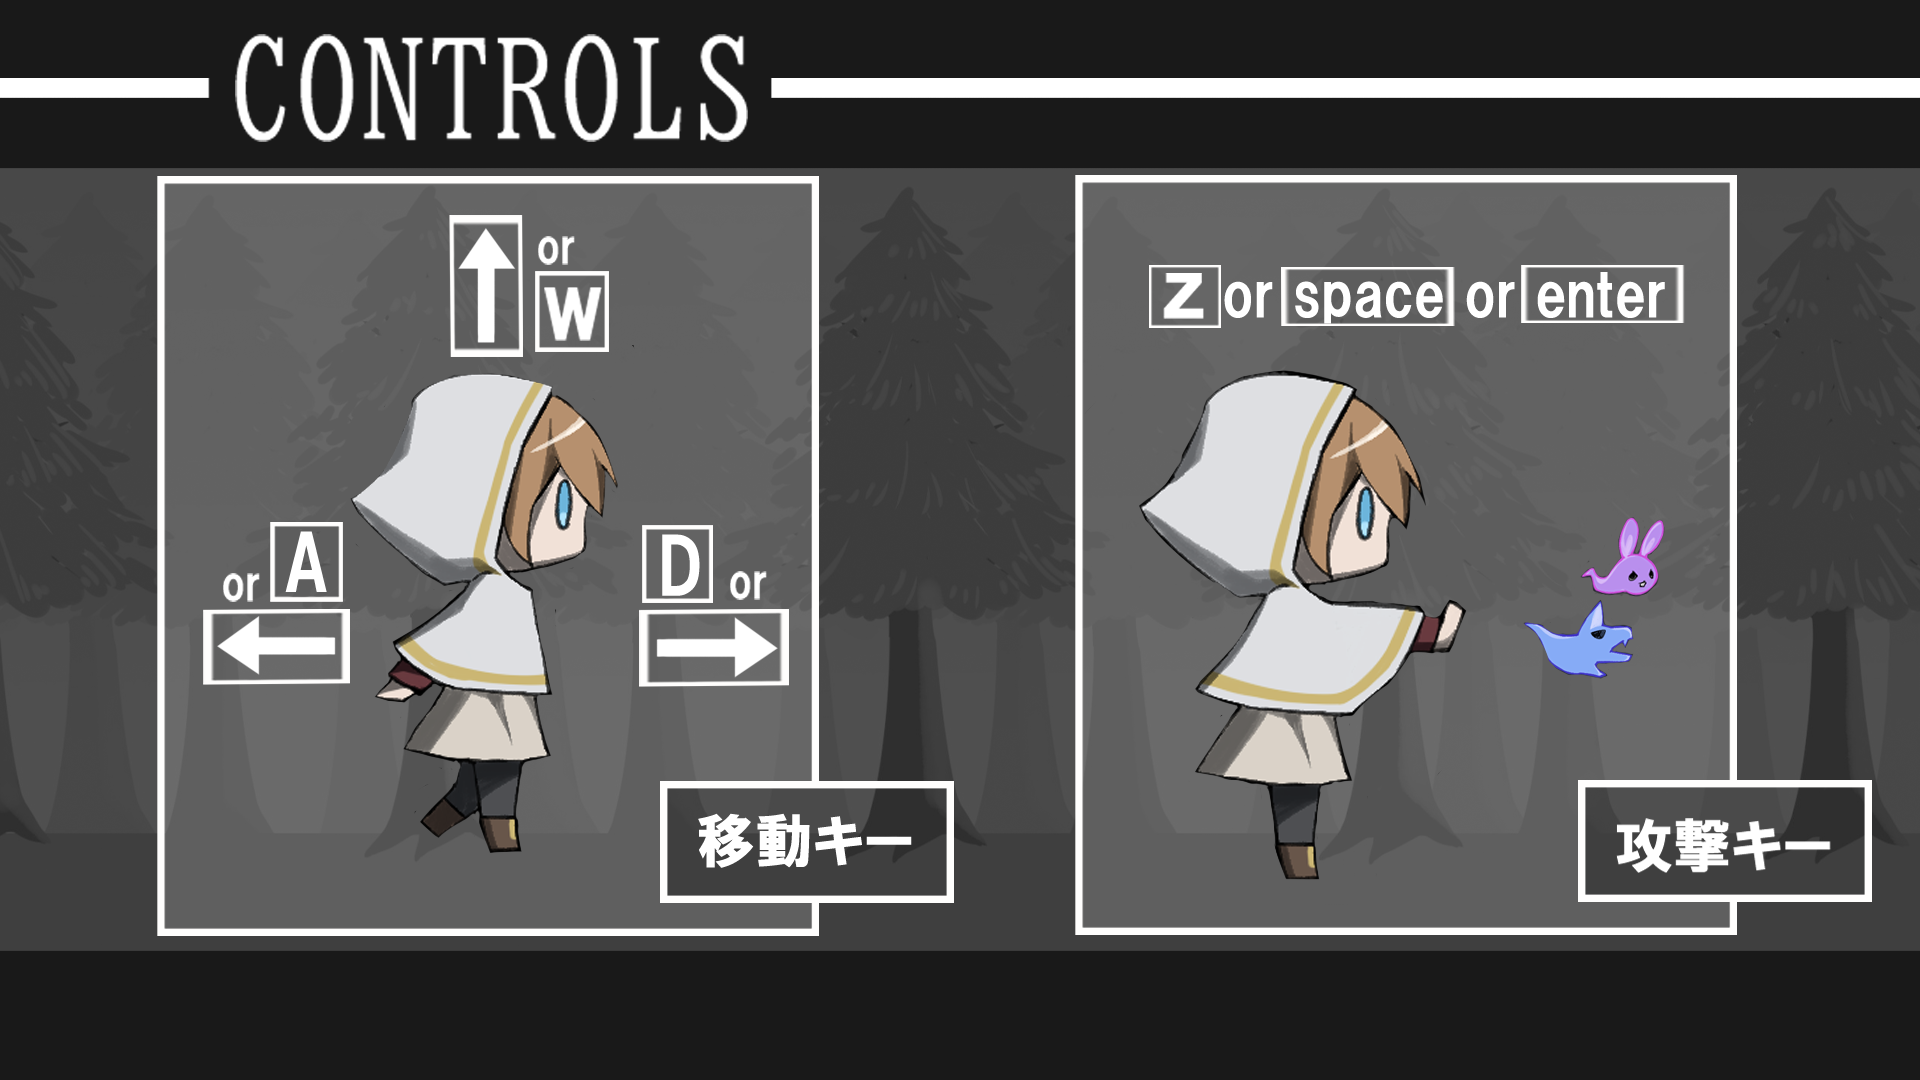 CONTROLS
↑ or
W
A
or
←
D or
→
移動キー
Z or space or enter
攻撃キー